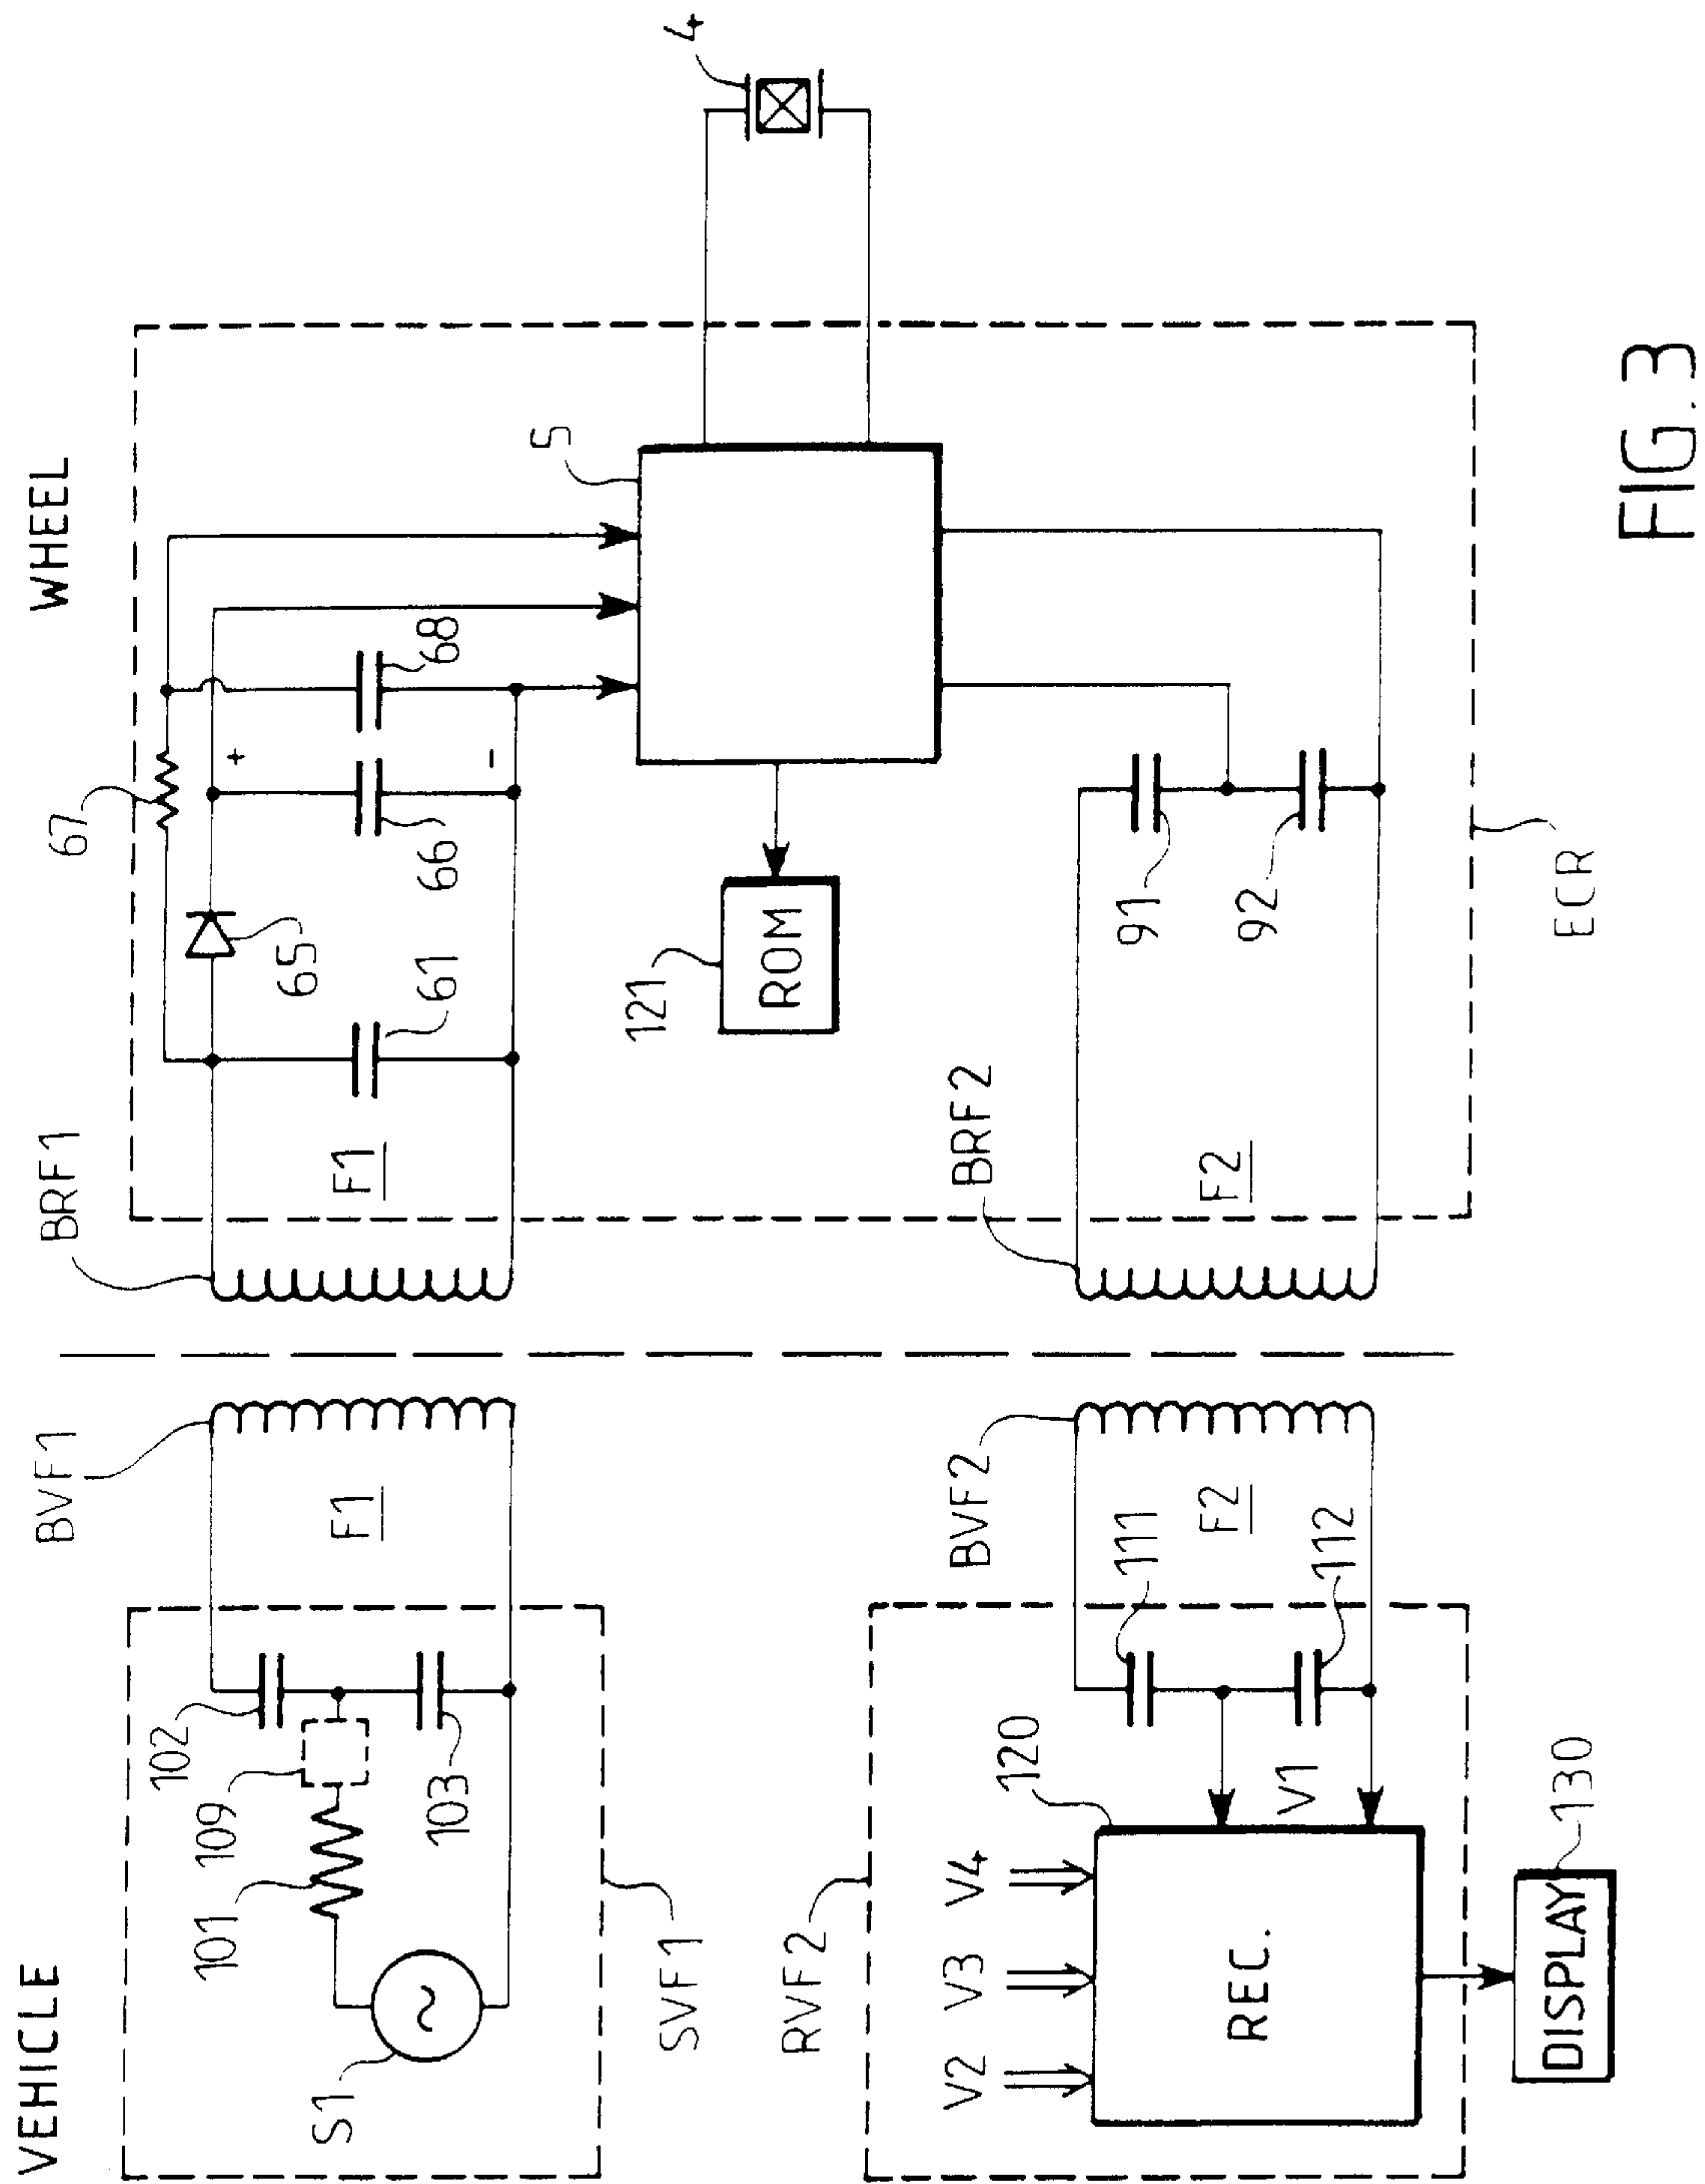 VEHICLE
WHEEL
BVF1
BRF1
67
S1
101
109
102
103
F1
F1
61
65
66
+
-
68
5
4
SVF1
RVF2
121
ROM
V2
V3
V4
120
REC.
V1
BVF2
111
F2
112
BRF2
F2
91
92
DISPLAY
130
ECR
FIG.3